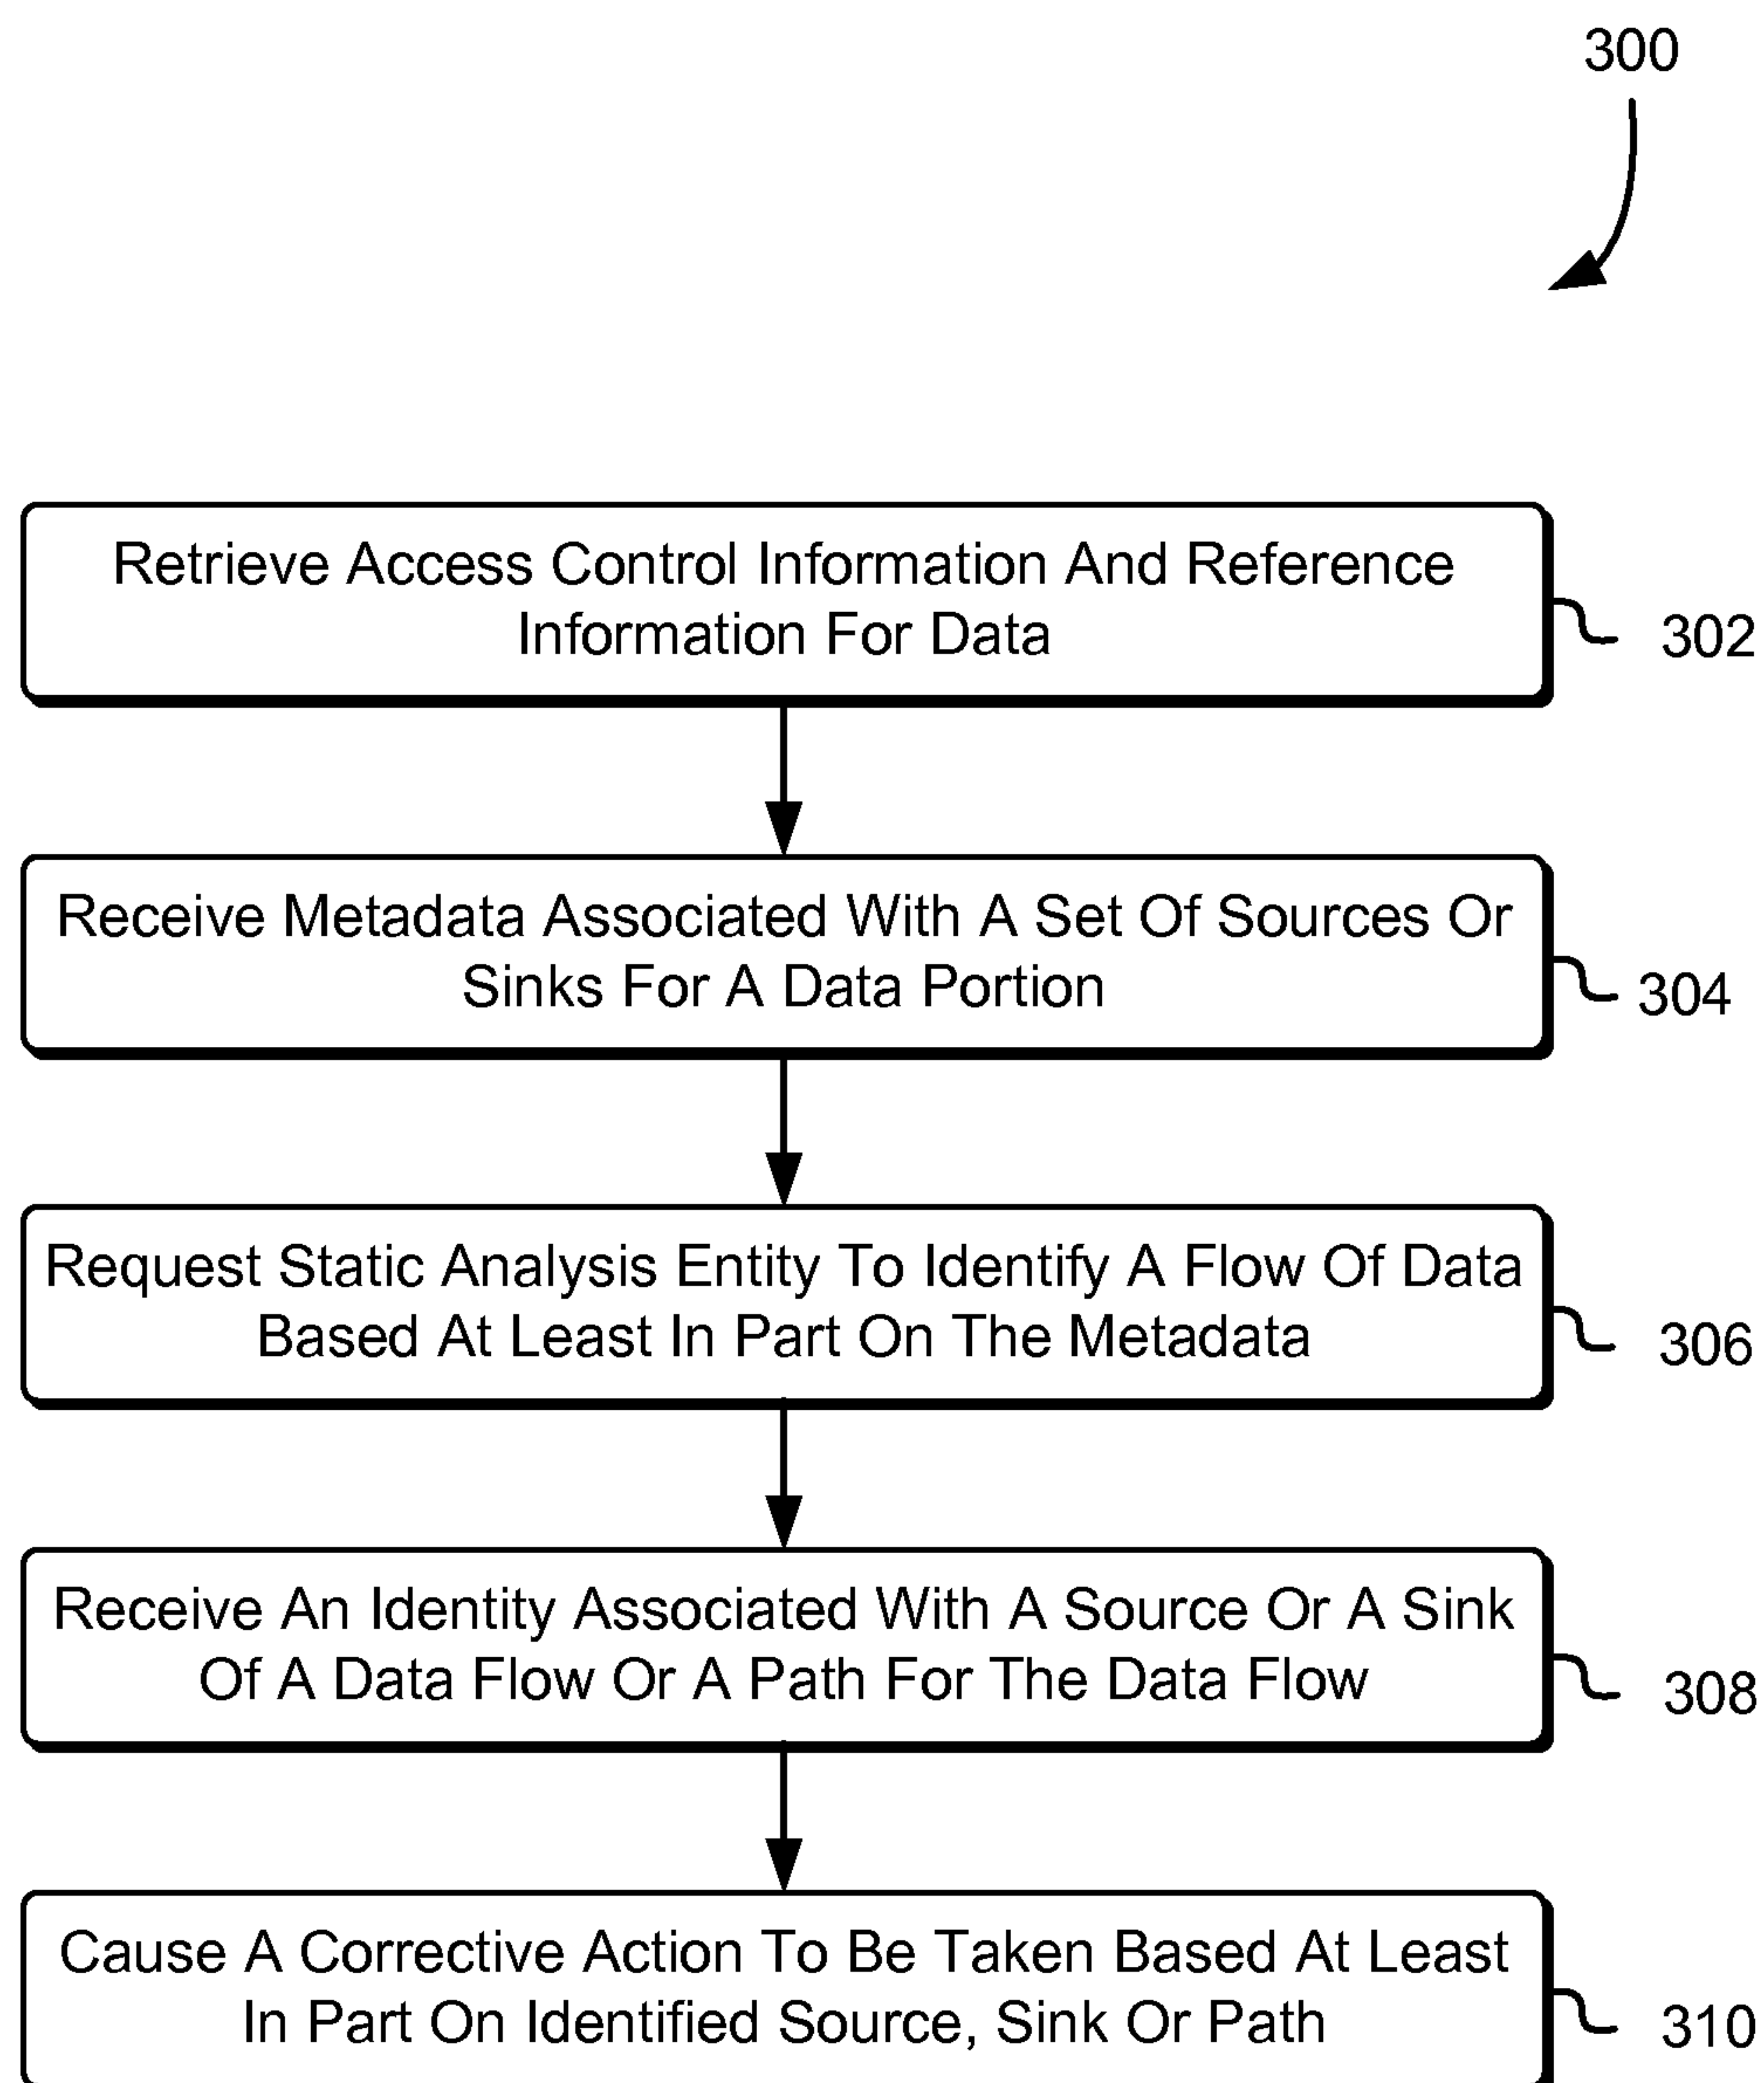 300
Retrieve Access Control Information And Reference
Information For Data
302
Receive Metadata Associated With A Set Of Sources Or
Sinks For A Data Portion
304
Request Static Analysis Entity To Identify A Flow Of Data
Based At Least In Part On The Metadata
306
Receive An Identity Associated With A Source Or A Sink
Of A Data Flow Or A Path For The Data Flow
308
Cause A Corrective Action To Be Taken Based At Least
In Part On Identified Source, Sink Or Path
310